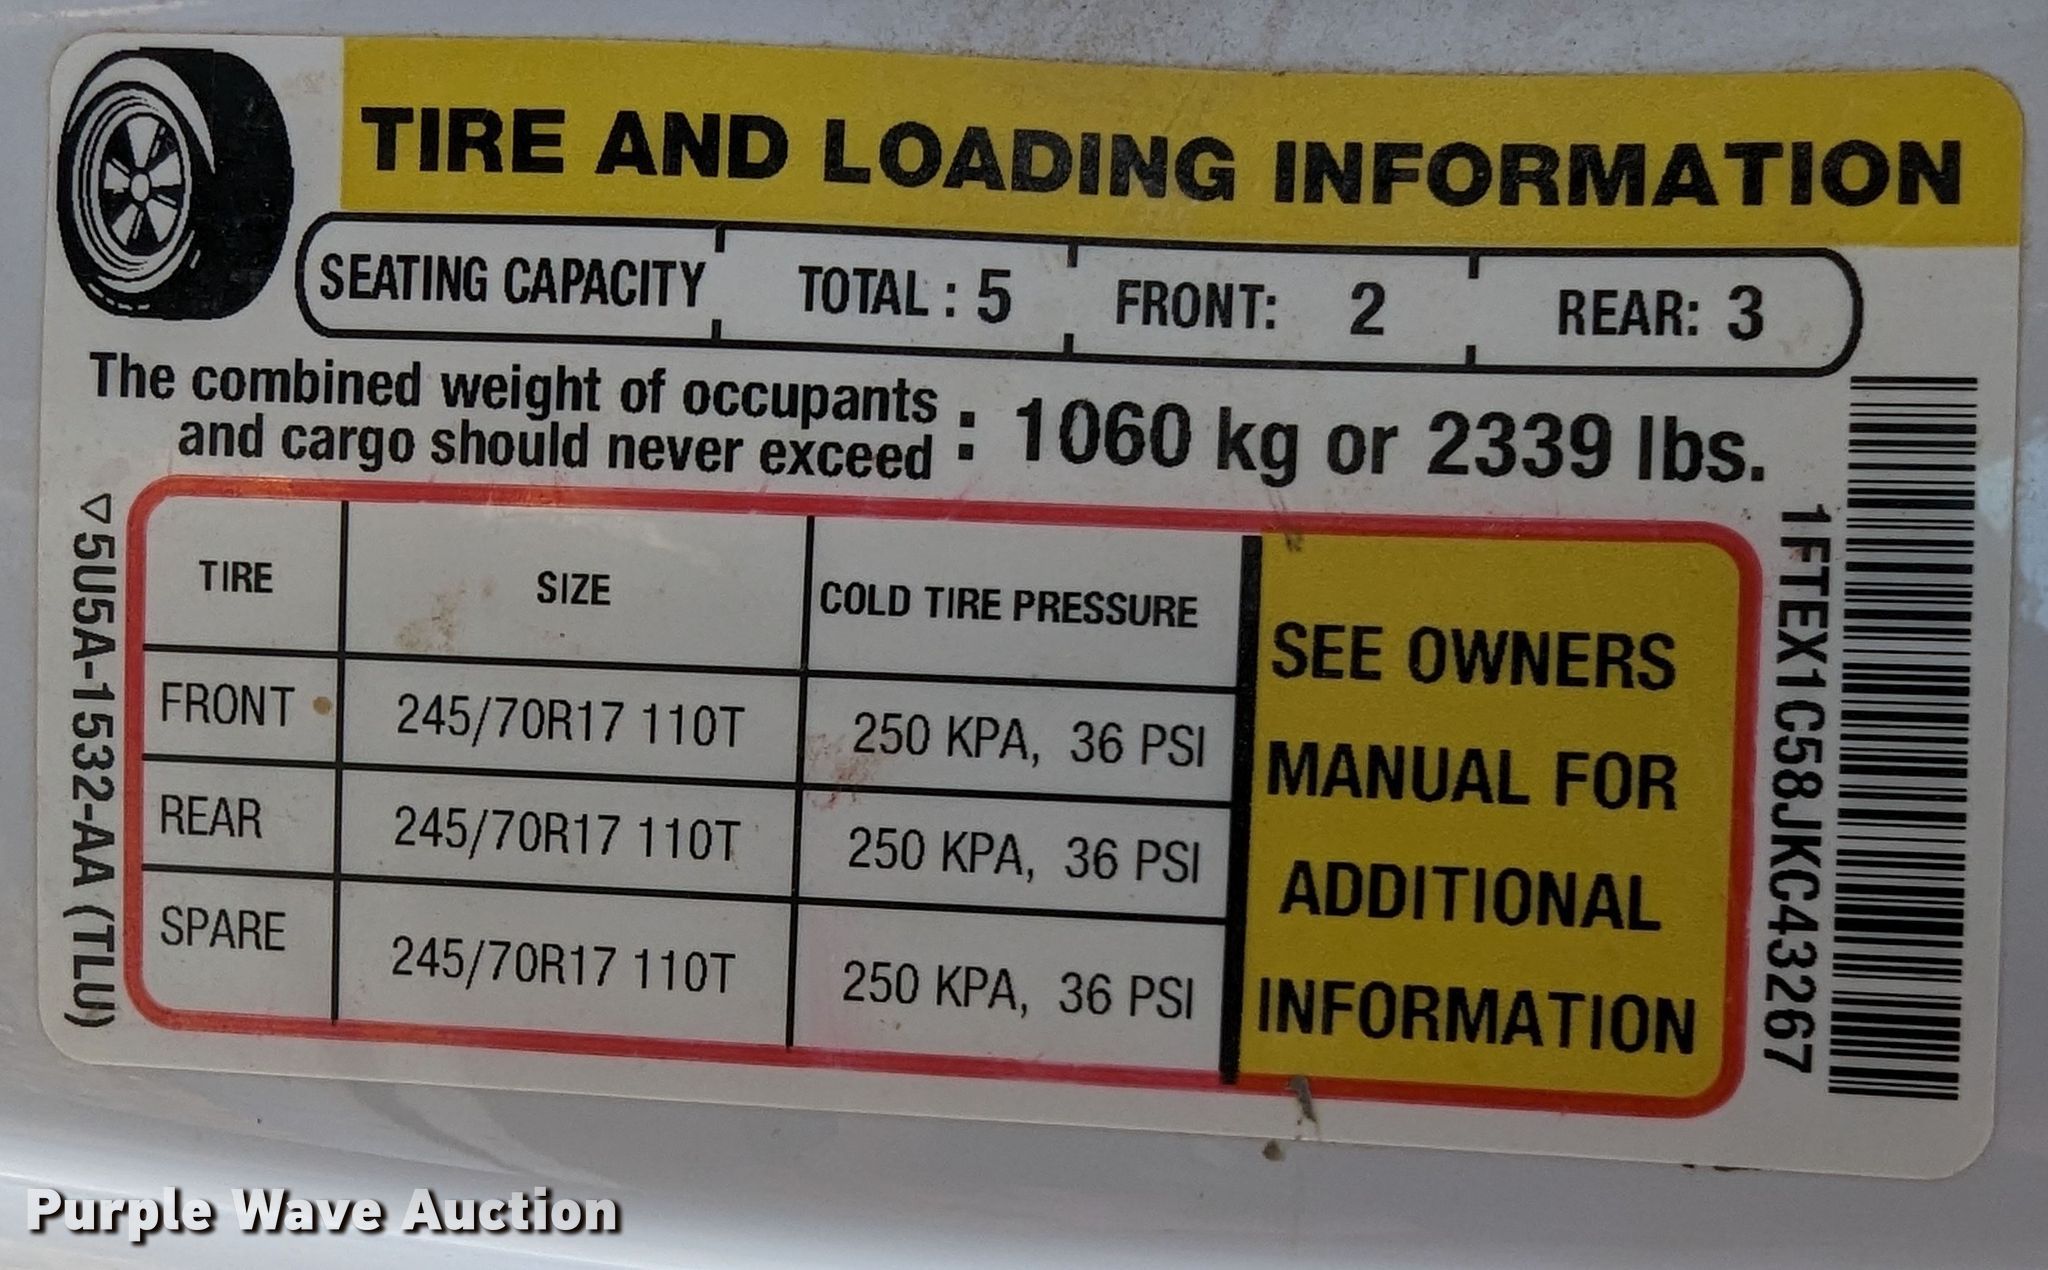 TIRE AND LOADING INFORMATION
SEATING CAPACITY TOTAL : 5 FRONT: 2 REAR: 3
The combined weight of occupants
and cargo should never exceed : 1060 kg or 2339 lbs.
TIRE SIZE COLD TIRE PRESSURE
FRONT 245/70R17 110T 250 KPA, 36 PSI
REAR 245/70R17 110T 250 KPA, 36 PSI
SPARE 245/70R17 110T 250 KPA, 36 PSI
SEE OWNERS
MANUAL FOR
ADDITIONAL
INFORMATION
5U5A-1532-AA (TLU)
1FTEX1C58JKC43267
Purple Wave Auction